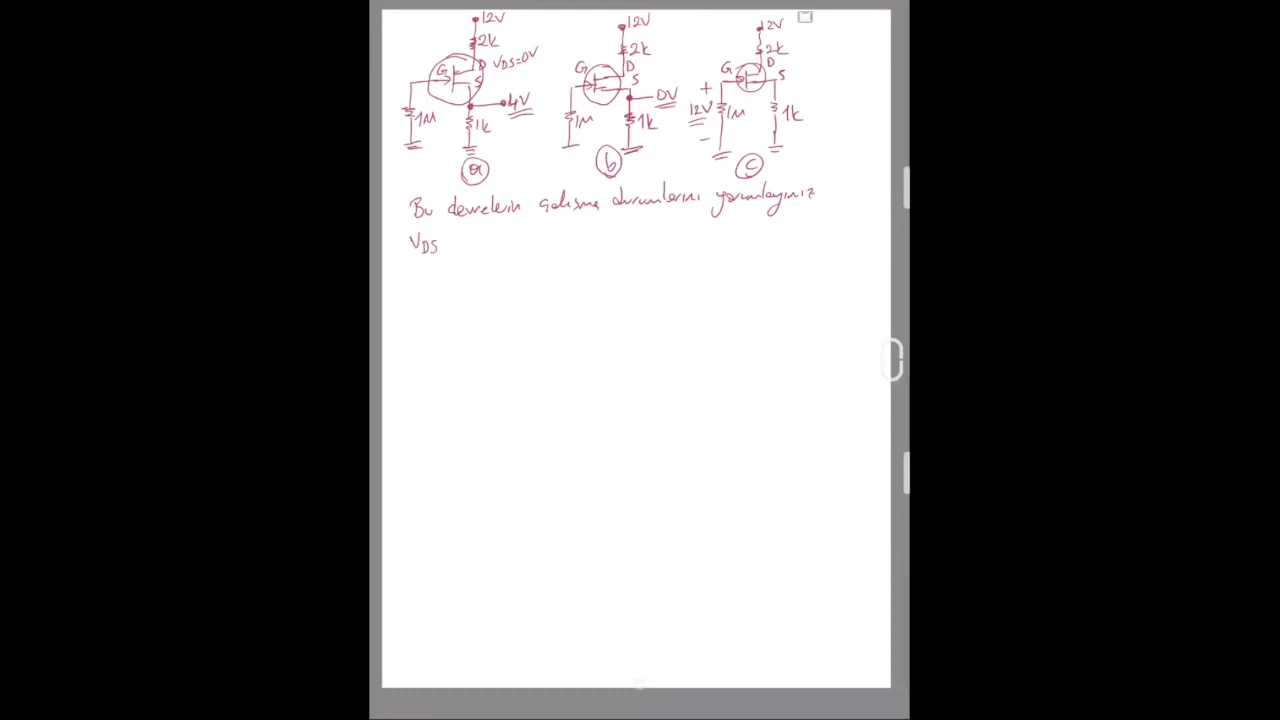 12V 12V 12V
2k 2k 2k
G D VDS=0V G D G D
S S S
4V 0V + 12V -
1M 1k 1M 1k 1M 1k
a b c
Bu devrelerin çalışma durumlarını yorumlayınız
VDS